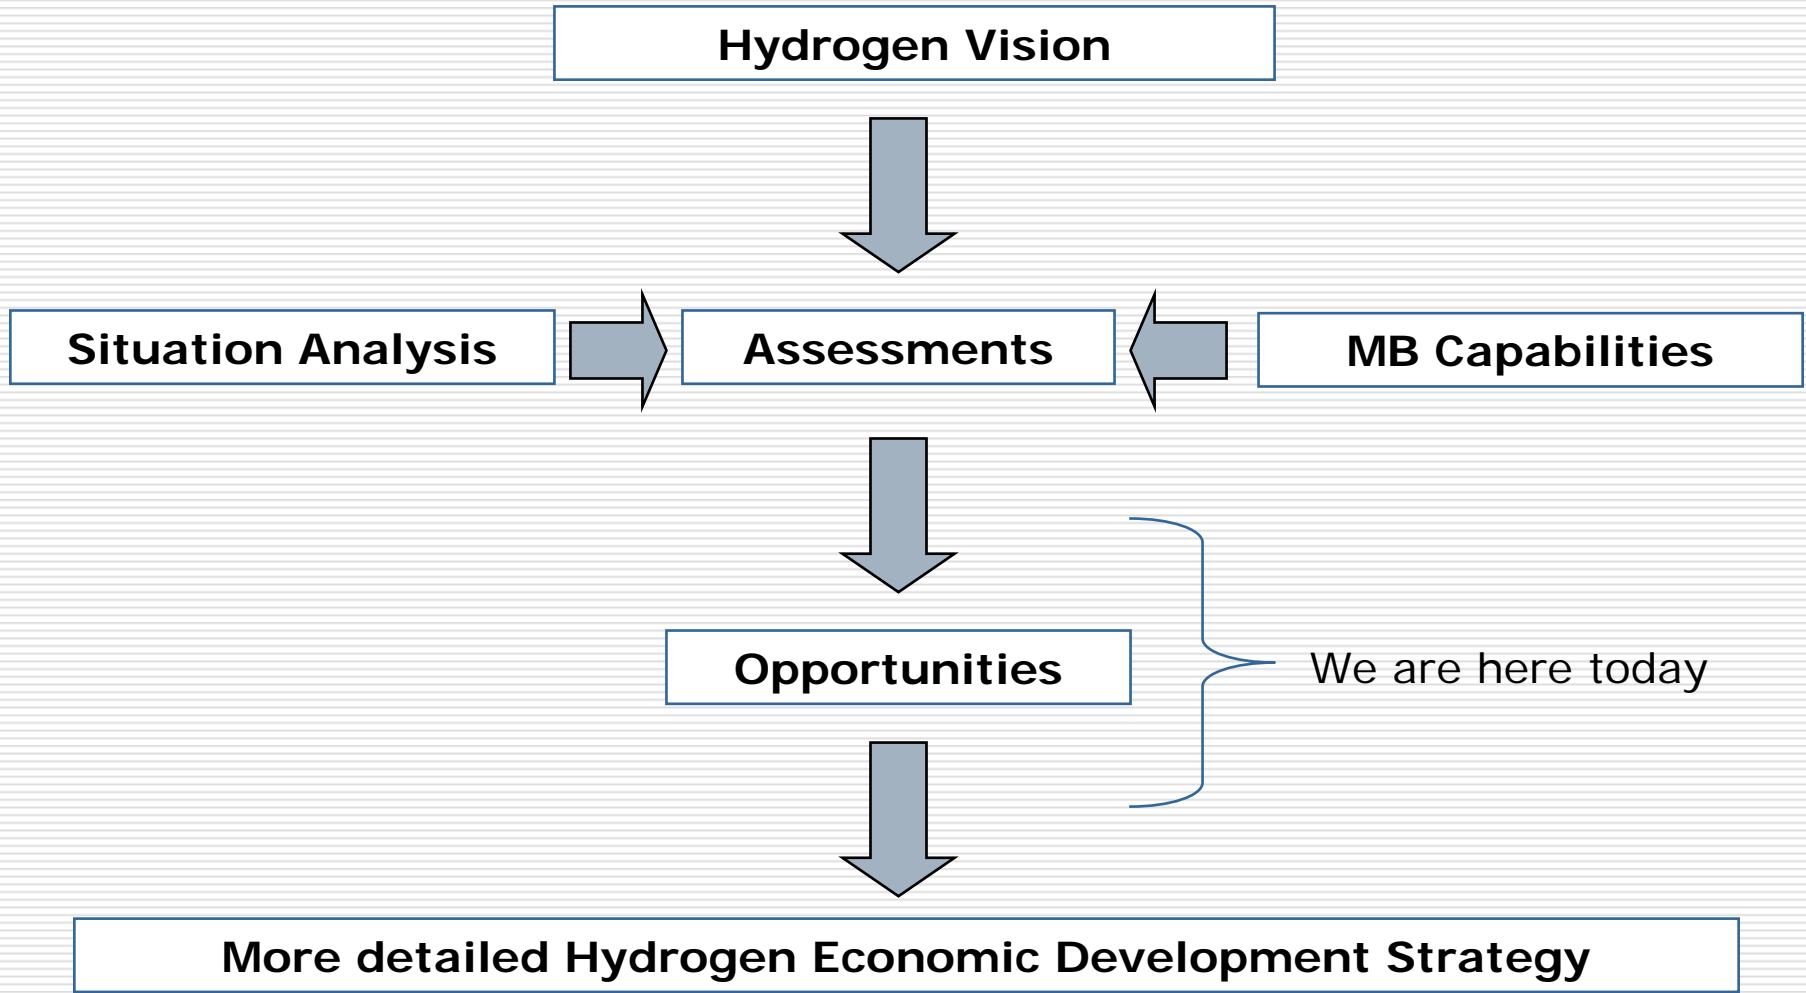 Hydrogen Vision
Situation Analysis
Assessments
MB Capabilities
Opportunities
We are here today
More detailed Hydrogen Economic Development Strategy